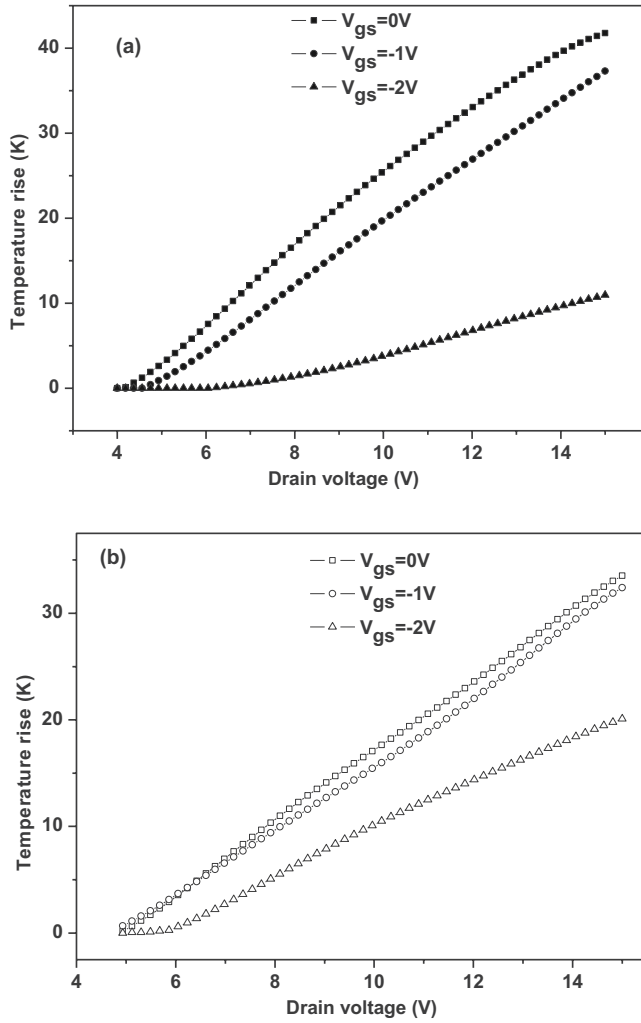 (a)
V_gs=0V
V_gs=-1V
V_gs=-2V
Temperature rise (K)
40
30
20
10
0
4
6
8
10
12
14
Drain voltage (V)
(b)
V_gs=0V
V_gs=-1V
V_gs=-2V
Temperature rise (K)
30
20
10
0
4
6
8
10
12
14
Drain voltage (V)